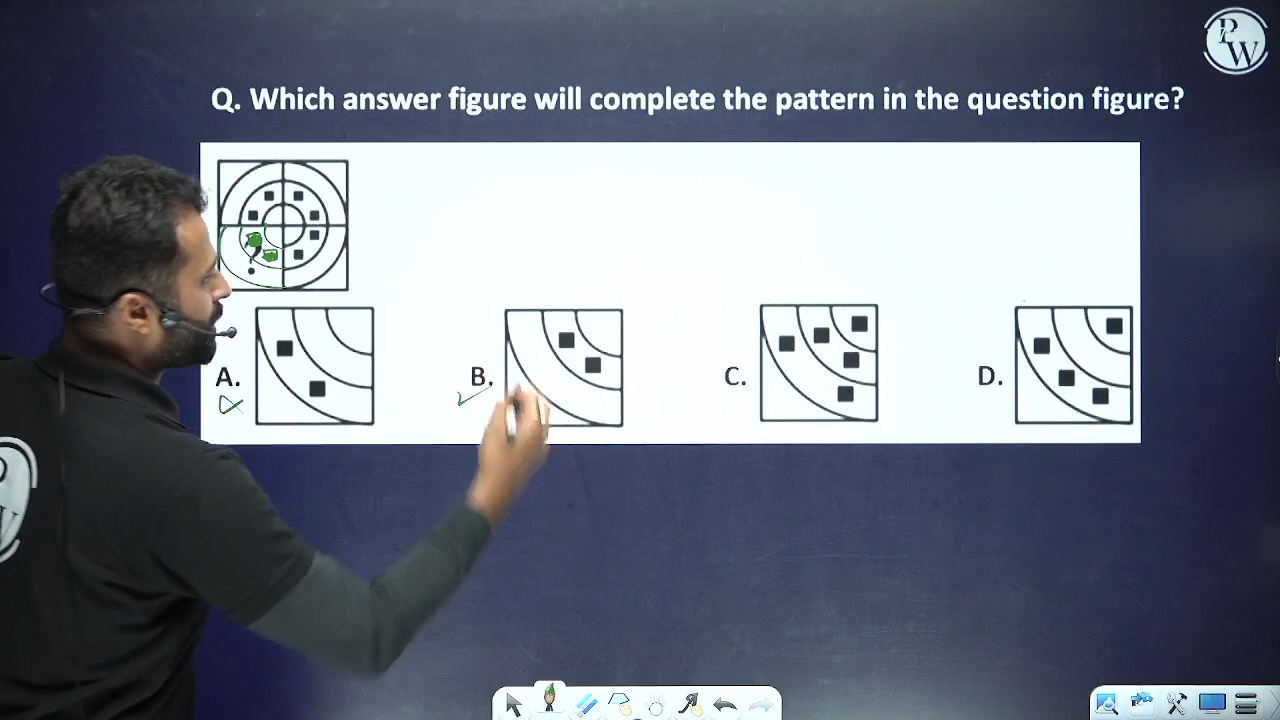 PW
Q. Which answer figure will complete the pattern in the question figure?
?
A.
B.
C.
D.